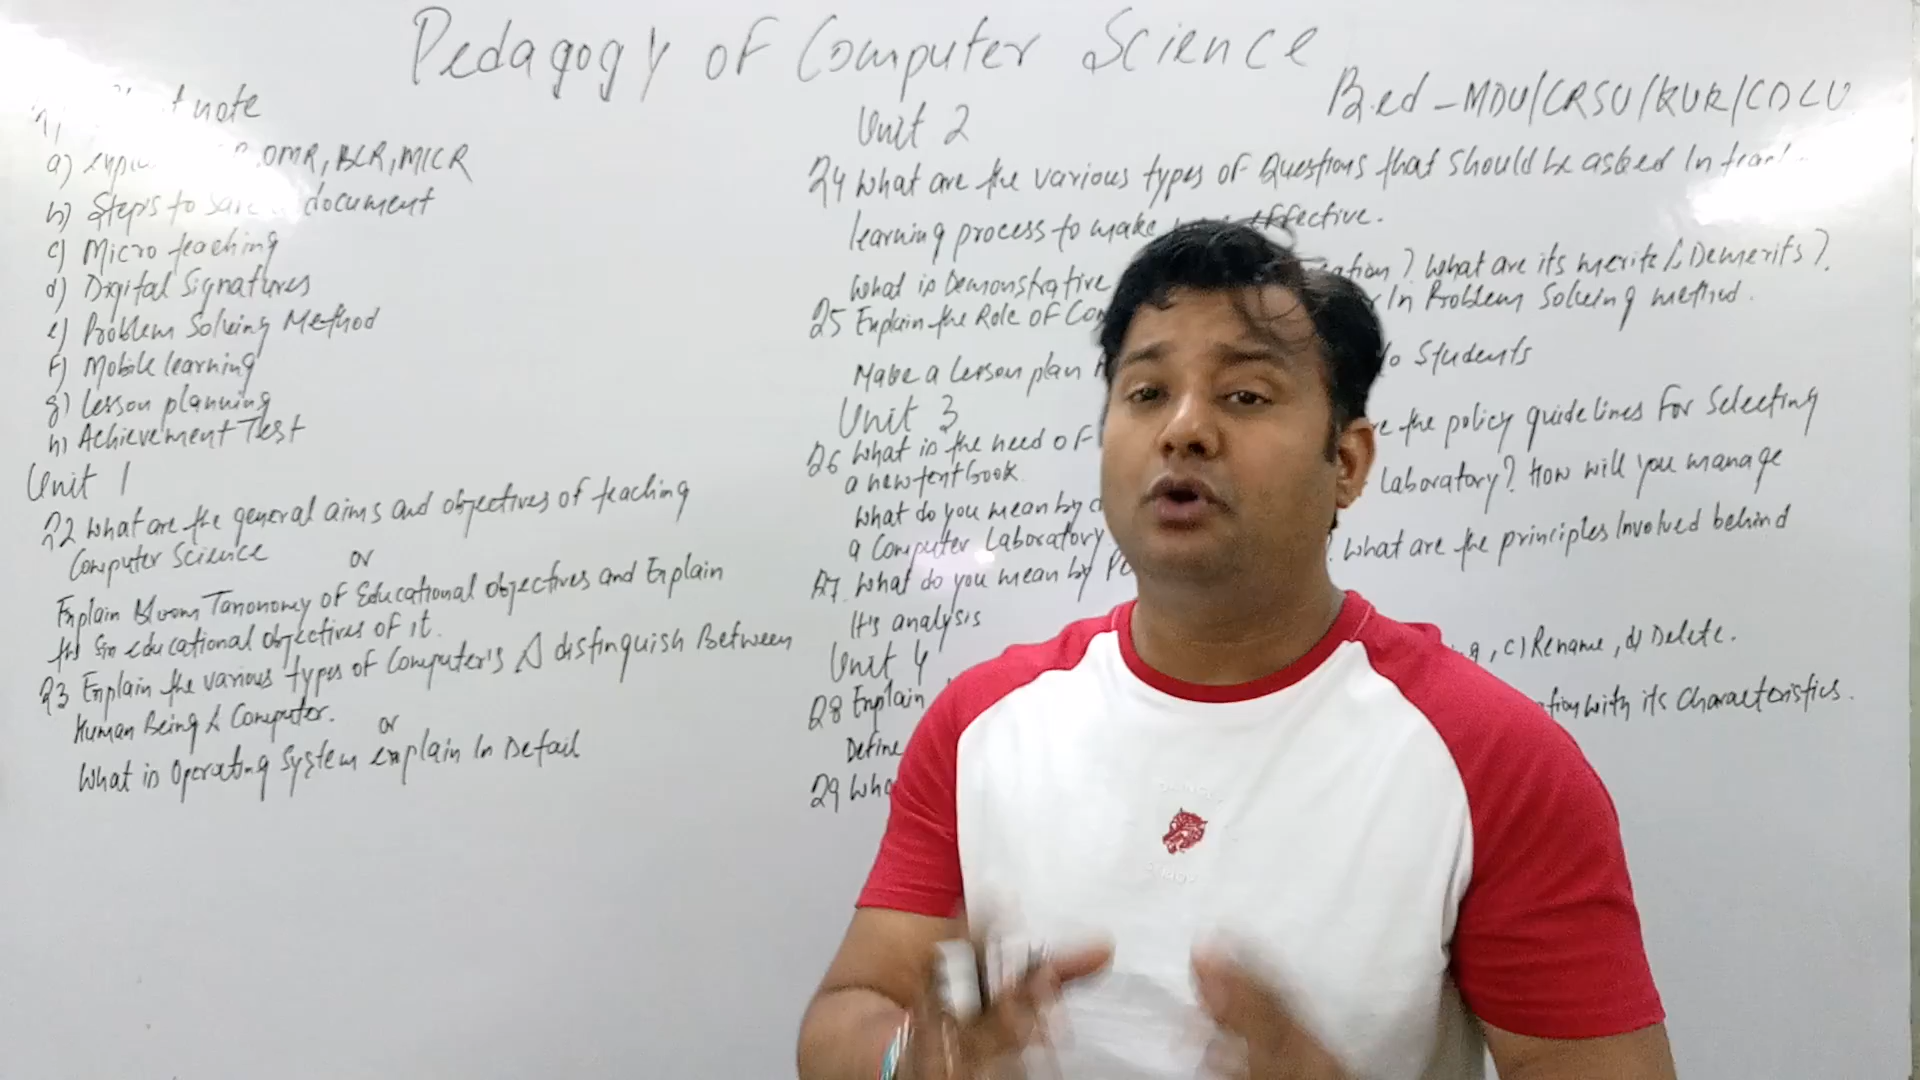 Pedagogy of Computer Science
B.ed - MDU/CRSU/KUK/CDLU
note
a) OMR, BCR, MICR
b) Steps to save document
c) Micro teaching
d) Digital Signatures
e) Problem Solving Method
f) Mobile learning
g) Lesson planning
h) Achievement Test
Unit 1
Q2 What are the general aims and objectives of teaching
Computer Science
or
Explain Bloom Taxonomy of Educational objectives and Explain
its six educational objectives of it.
Q3 Explain the various types of Computer's & distinguish Between
Human Being & Computer.
or
What is Operating System explain In Detail
Unit 2
Q4 What are the various types of Questions that should be asked In
learning process to make effective.
What is Demonstrative ? What are its merits & Demerits?.
Q5 Explain the Role of In Problem Solving method.
Make a Lesson plan Students
Unit 3
Q6 What is the need of the policy guidelines For Selecting
a new textbook.
What do you mean by Laboratory? How will you manage
a Computer Laboratory
Q7. What do you mean by What are the principles Involved behind
It's analysis
Unit 4
Q8 Explain , c) Rename, d) Delete.
Define with its Characteristics.
Q9